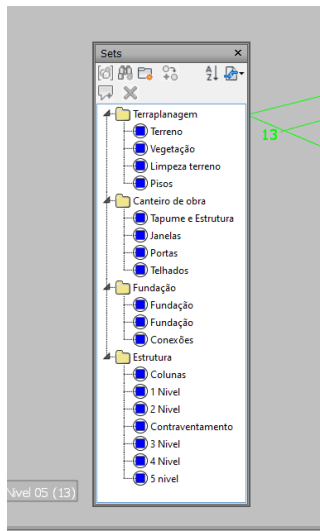 Sets
Terraplanagem
Terreno
Vegetação
Limpeza terreno
Pisos
Canteiro de obra
Tapume e Estrutura
Janelas
Portas
Telhados
Fundação
Fundação
Fundação
Conexões
Estrutura
Colunas
1 Nivel
2 Nivel
Contraventamento
3 Nivel
4 Nivel
5 nivel
13
Nivel 05 (13)